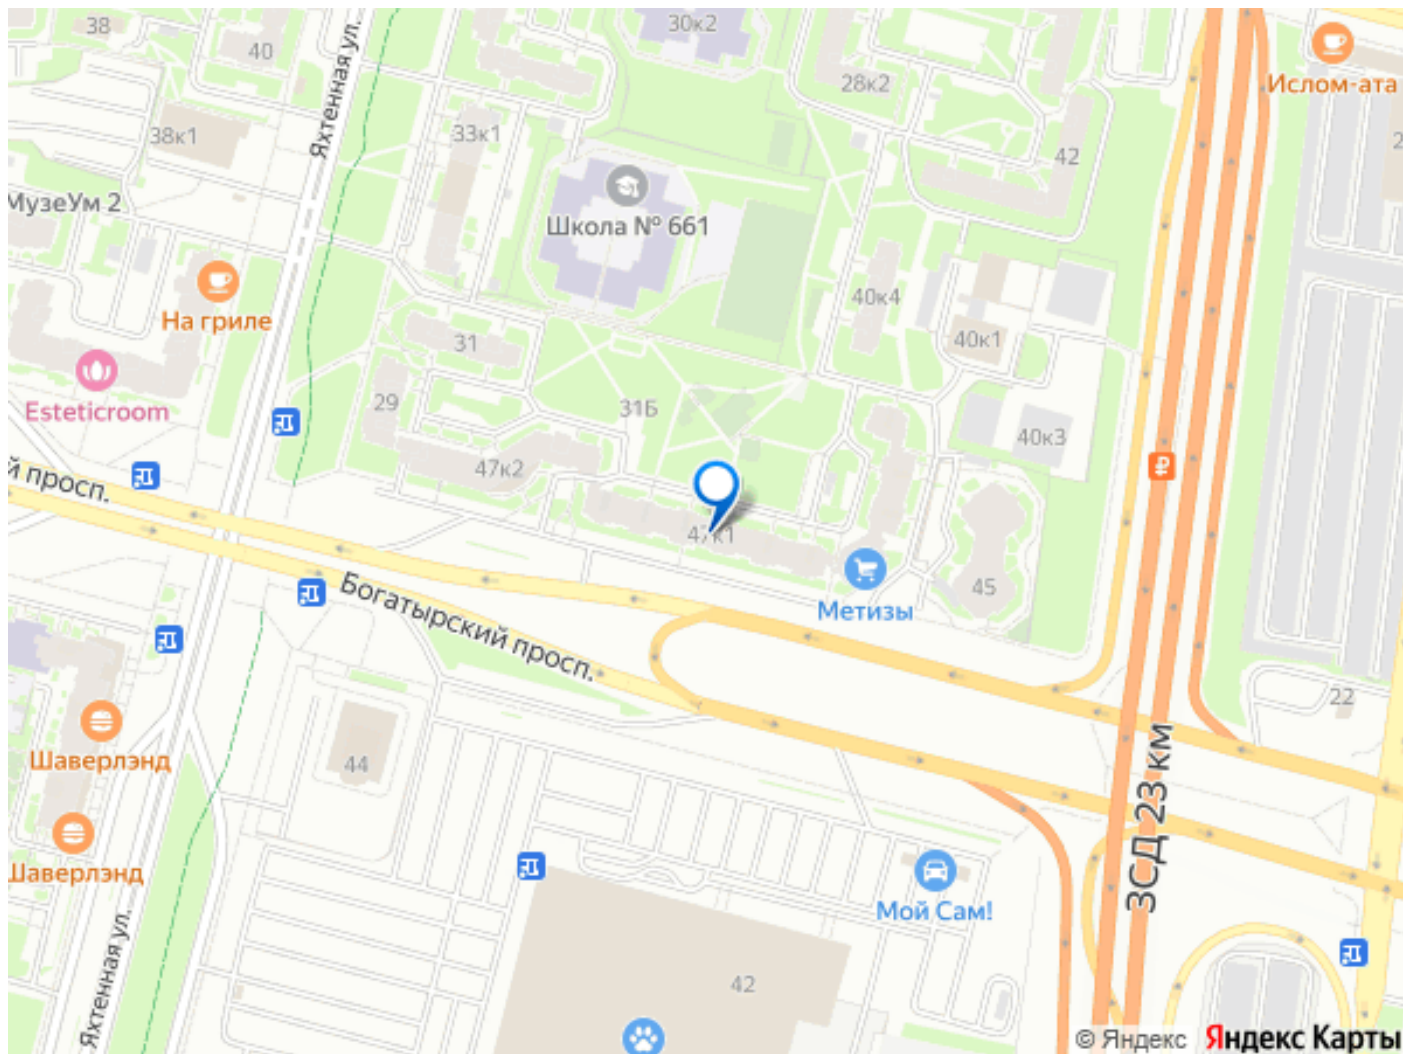 38
40
Яхтенная ул.
30к2
28к2
Ислом-ата
38к1
33к1
42
МузеУм 2
Школа № 661
На гриле
40к4
31
40к1
Esteticroom
29
31Б
40к3
47к2
й просп.
47к1
45
Метизы
Богатырский просп.
22
44
ЗСД 23 км
Шаверлэнд
Шаверлэнд
Мой Сам!
Яхтенная ул.
42
© Яндекс Яндекс Карты